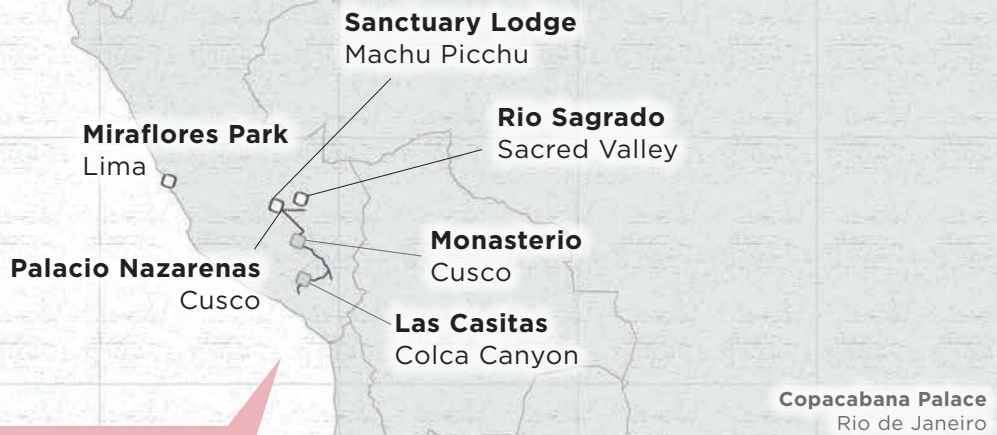 Sanctuary Lodge
Machu Picchu
Rio Sagrado
Sacred Valley
Miraflores Park
Lima
Monasterio
Cusco
Palacio Nazarenas
Cusco
Las Casitas
Colca Canyon
Copacabana Palace
Rio de Janeiro